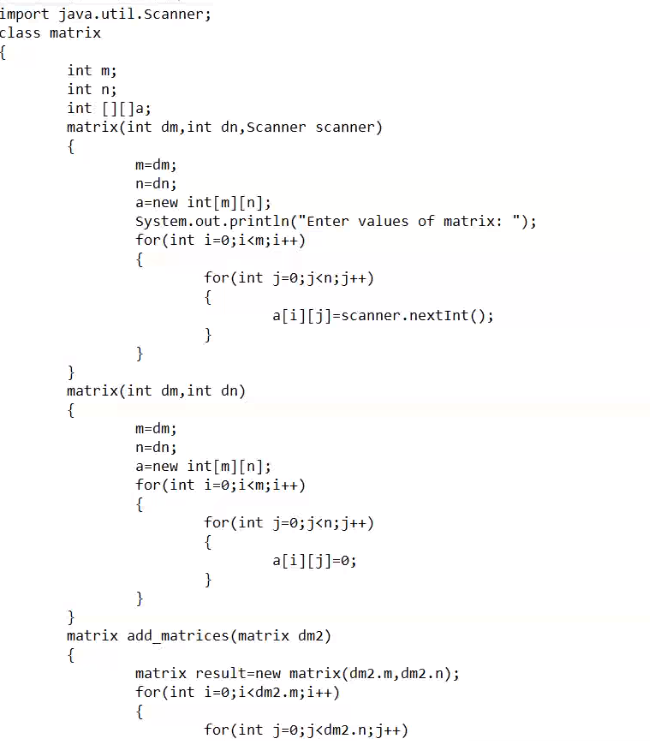 import java.util.Scanner;
class matrix
{
int m;
int n;
int [][]a;
matrix(int dm,int dn,Scanner scanner)
{
m=dm;
n=dn;
a=new int[m][n];
System.out.println("Enter values of matrix: ");
for(int i=0;i<m;i++)
{
for(int j=0;j<n;j++)
{
a[i][j]=scanner.nextInt();
}
}
}
matrix(int dm,int dn)
{
m=dm;
n=dn;
a=new int[m][n];
for(int i=0;i<m;i++)
{
for(int j=0;j<n;j++)
{
a[i][j]=0;
}
}
}
matrix add_matrices(matrix dm2)
{
matrix result=new matrix(dm2.m,dm2.n);
for(int i=0;i<dm2.m;i++)
{
for(int j=0;j<dm2.n;j++)